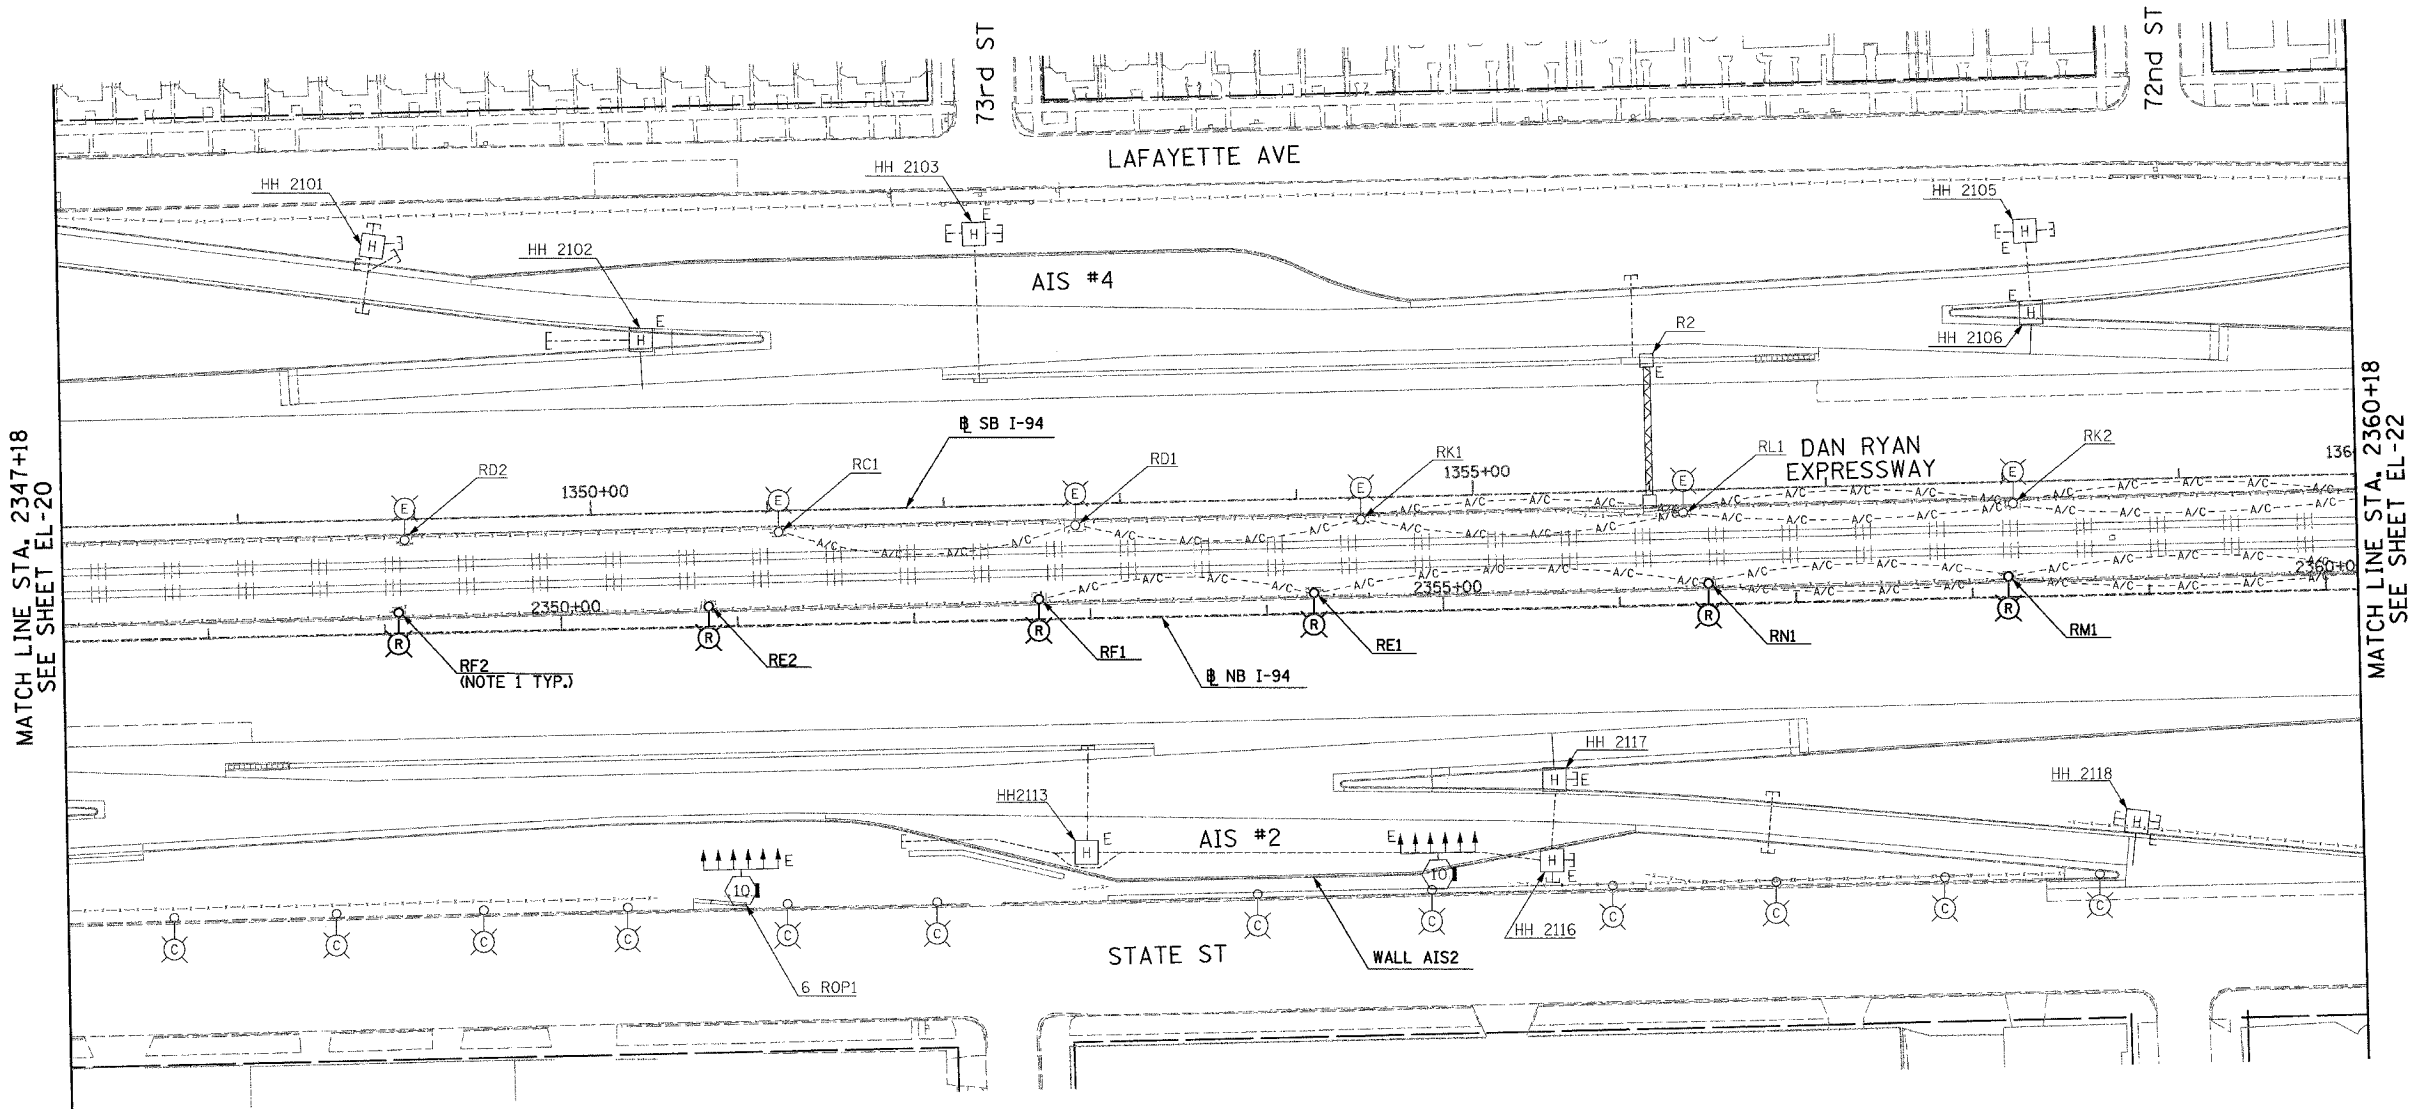 73rd ST
72nd ST
LAFAYETTE AVE
HH 2101
HH 2103
HH 2105
H
E
H
E
H
E
HH 2102
E
H
AIS #4
E
H
HH 2106
R2
E
MATCH LINE STA. 2347+18
SEE SHEET EL-20
MATCH LINE STA. 2360+18
SEE SHEET EL-22
℄ SB I-94
DAN RYAN
EXPRESSWAY
RD2
RC1
RD1
RK1
RL1
RK2
1350+00
1355+00
136
E
E
E
E
E
E
A/C A/C A/C A/C A/C A/C A/C A/C
A/C A/C A/C A/C A/C A/C A/C A/C A/C A/C A/C A/C
A/C A/C A/C A/C A/C A/C A/C A/C A/C A/C A/C A/C
A/C A/C A/C A/C A/C A/C A/C
2350+00
2355+00
2360+0
R
R
R
R
R
R
RF2
(NOTE 1 TYP.)
RE2
RF1
RE1
RN1
RM1
℄ NB I-94
HH 2117
H
E
HH 2118
H
E
HH2113
H
E
AIS #2
E
E
10
10
H
E
HH 2116
C
C
C
C
C
C
C
C
C
C
C
C
STATE ST
WALL AIS2
6 ROP1